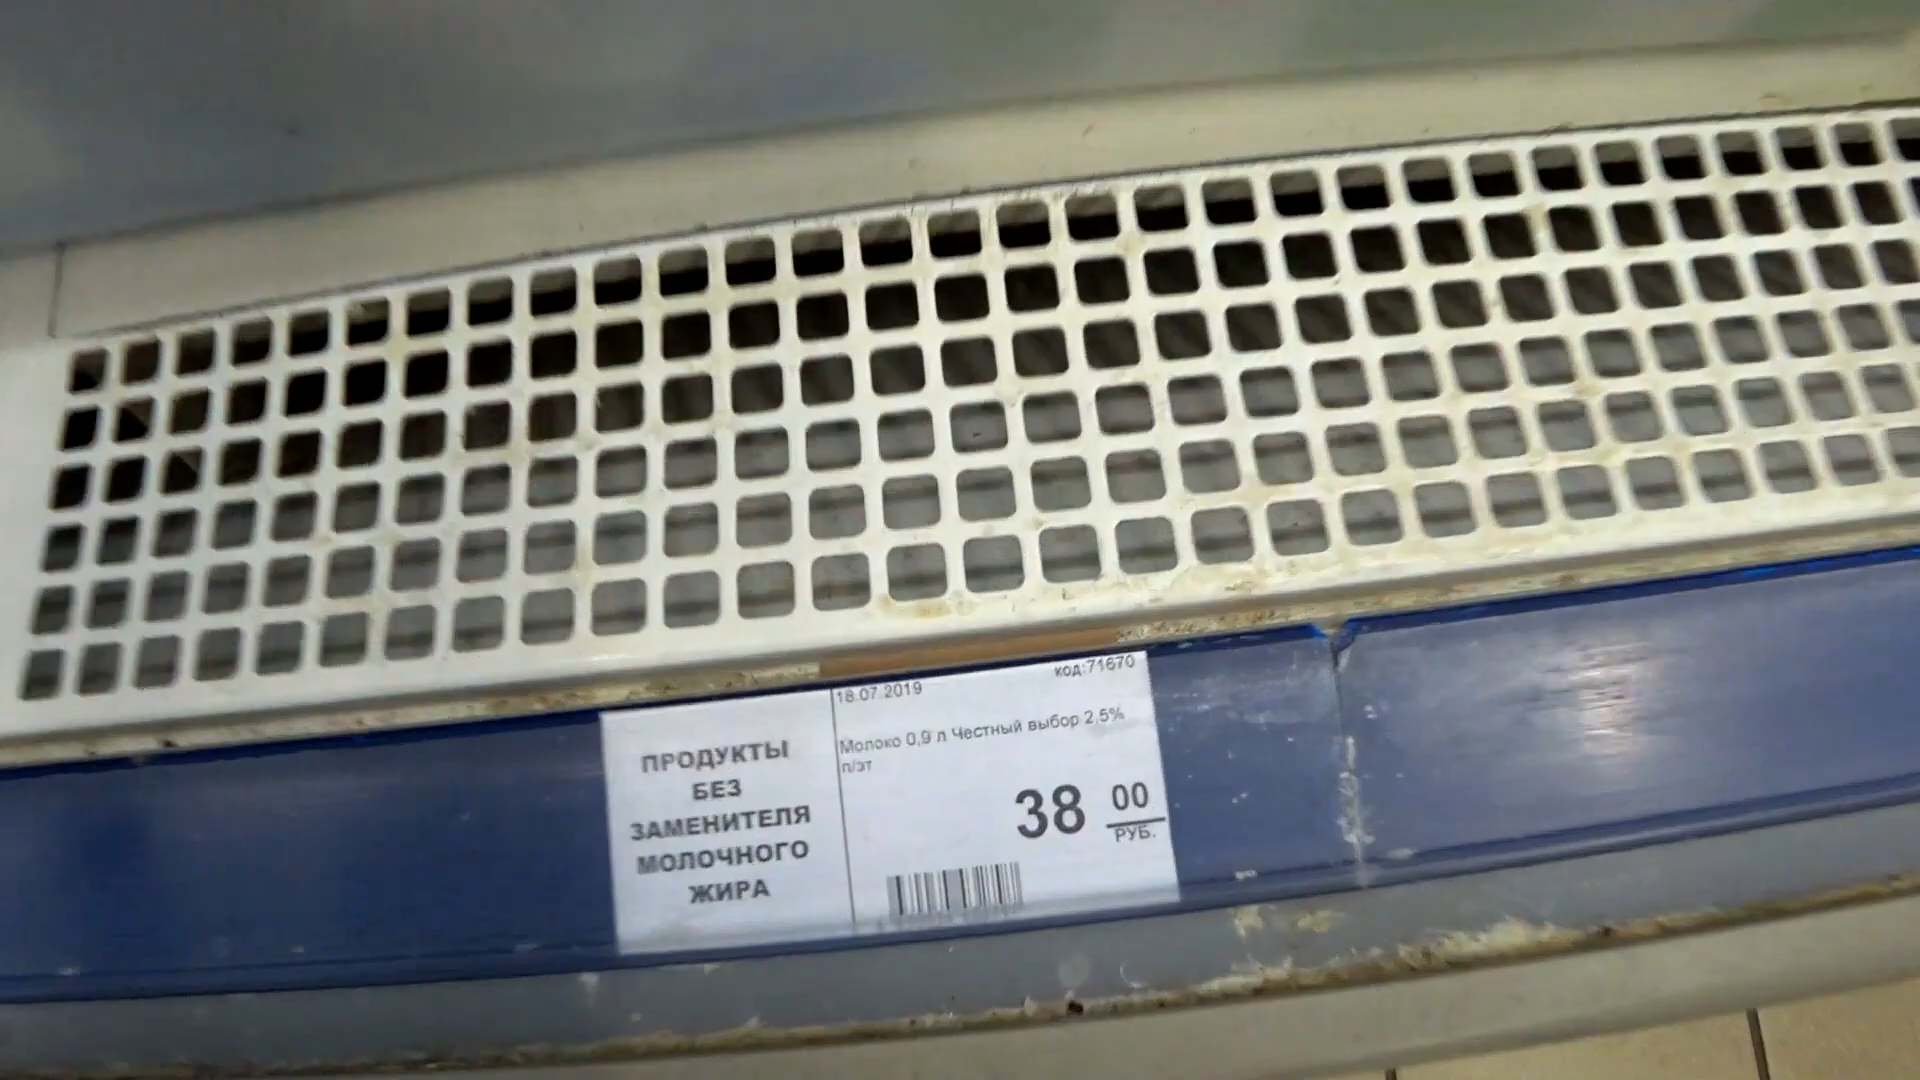 ПРОДУКТЫ
БЕЗ
ЗАМЕНИТЕЛЯ
МОЛОЧНОГО
ЖИРА
18.07.2019
код:71670
Молоко 0,9 л Честный выбор 2,5%
п/эт
38 00
РУБ.